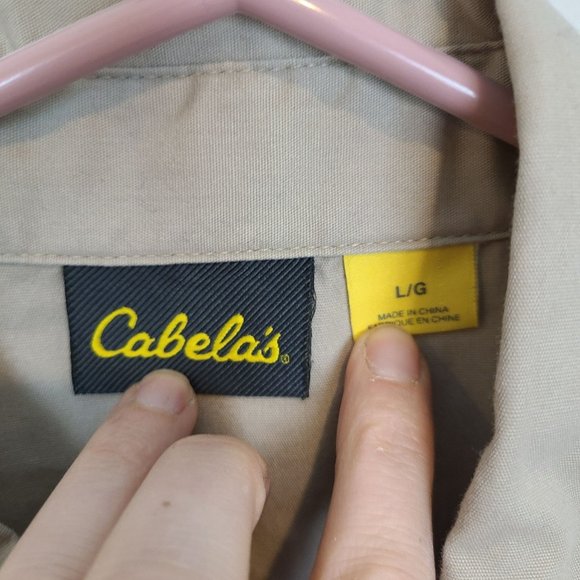 Cabela's®
L/G
MADE IN CHINA
FABRIQUÉ EN CHINE